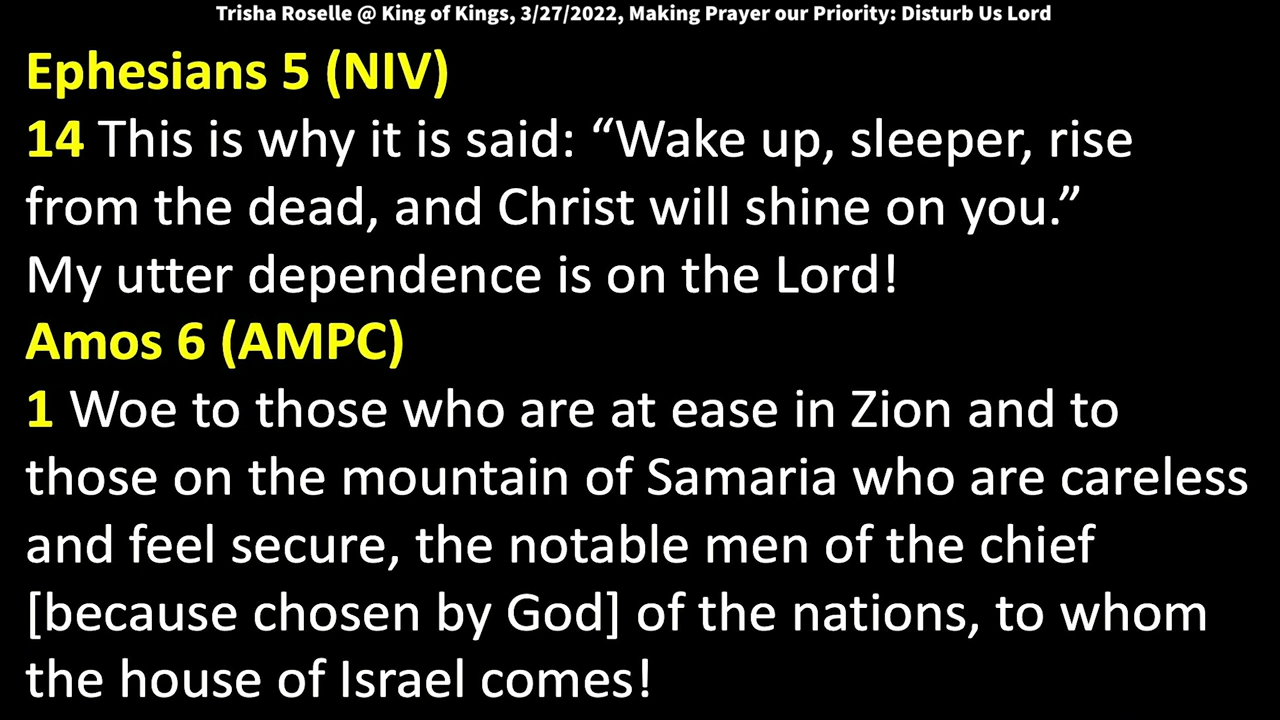 Trisha Roselle @ King of Kings, 3/27/2022, Making Prayer our Priority: Disturb Us Lord
Ephesians 5 (NIV)
14 This is why it is said: “Wake up, sleeper, rise
from the dead, and Christ will shine on you.”
My utter dependence is on the Lord!
Amos 6 (AMPC)
1 Woe to those who are at ease in Zion and to
those on the mountain of Samaria who are careless
and feel secure, the notable men of the chief
[because chosen by God] of the nations, to whom
the house of Israel comes!